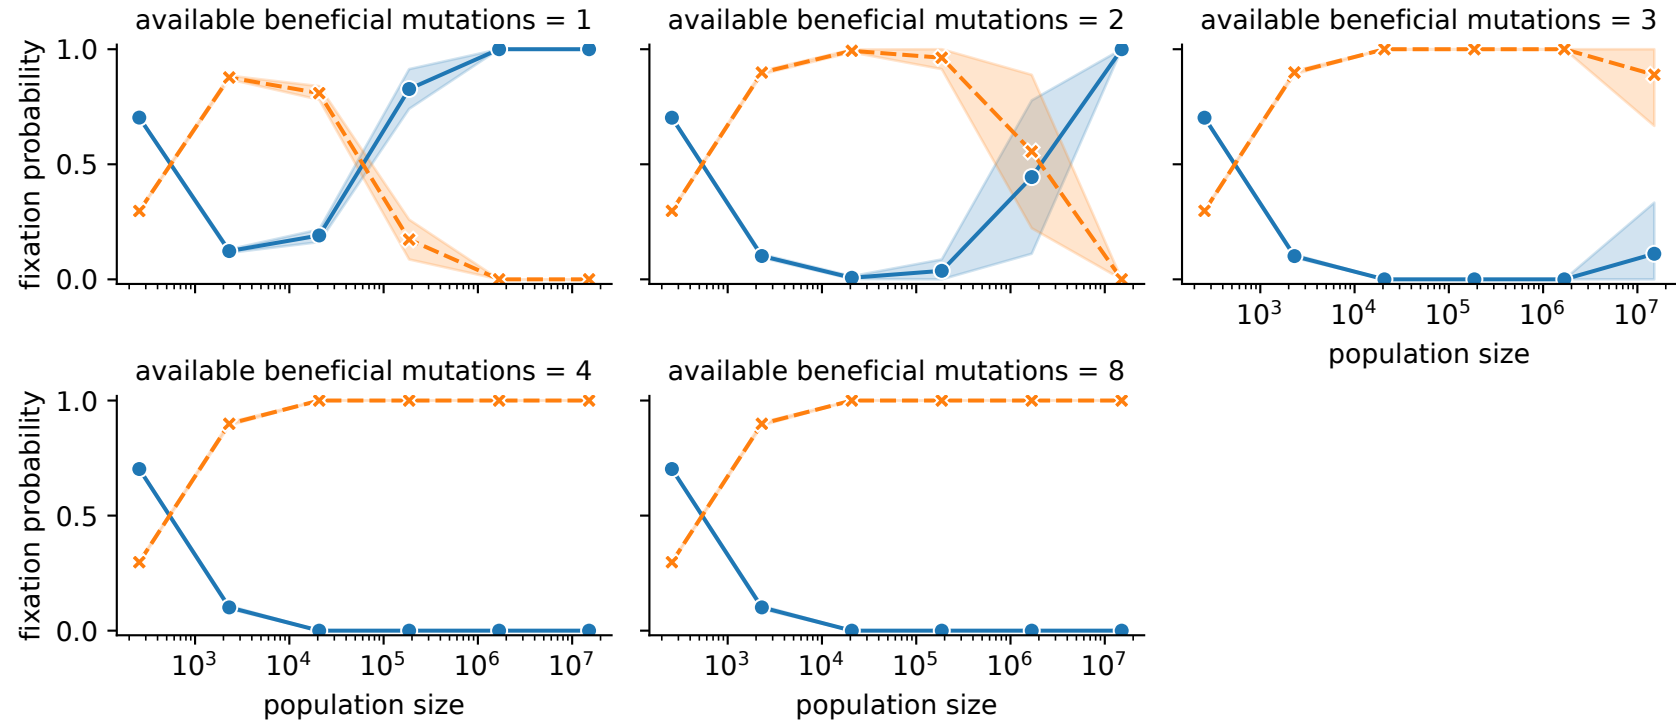 available beneficial mutations = 1
available beneficial mutations = 2
available beneficial mutations = 3
fixation probability
1.0
0.5
0.0
10³ 10⁴ 10⁵ 10⁶ 10⁷
population size
available beneficial mutations = 4
available beneficial mutations = 8
fixation probability
1.0
0.5
0.0
10³ 10⁴ 10⁵ 10⁶ 10⁷
10³ 10⁴ 10⁵ 10⁶ 10⁷
population size
population size